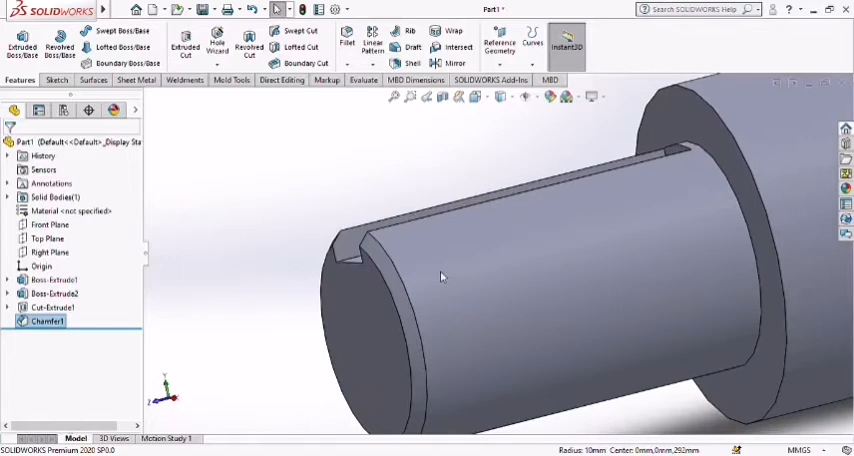 SOLIDWORKS
Part1 *
Search SOLIDWORKS Help
Extruded Boss/Base
Revolved Boss/Base
Swept Boss/Base
Lofted Boss/Base
Boundary Boss/Base
Extruded Cut
Hole Wizard
Revolved Cut
Swept Cut
Lofted Cut
Boundary Cut
Fillet
Linear Pattern
Rib
Draft
Shell
Wrap
Intersect
Mirror
Reference Geometry
Curves
Instant3D
Features
Sketch
Surfaces
Sheet Metal
Weldments
Mold Tools
Direct Editing
Markup
Evaluate
MBD Dimensions
SOLIDWORKS Add-Ins
MBD
Part1 (Default<<Default>_Display Sta
History
Sensors
Annotations
Solid Bodies(1)
Material <not specified>
Front Plane
Top Plane
Right Plane
Origin
Boss-Extrude1
Boss-Extrude2
Cut-Extrude1
Chamfer1
Y
Z
X
Model
3D Views
Motion Study 1
SOLIDWORKS Premium 2020 SP0.0
Radius: 10mm Center: 0mm,0mm,292mm
MMGS